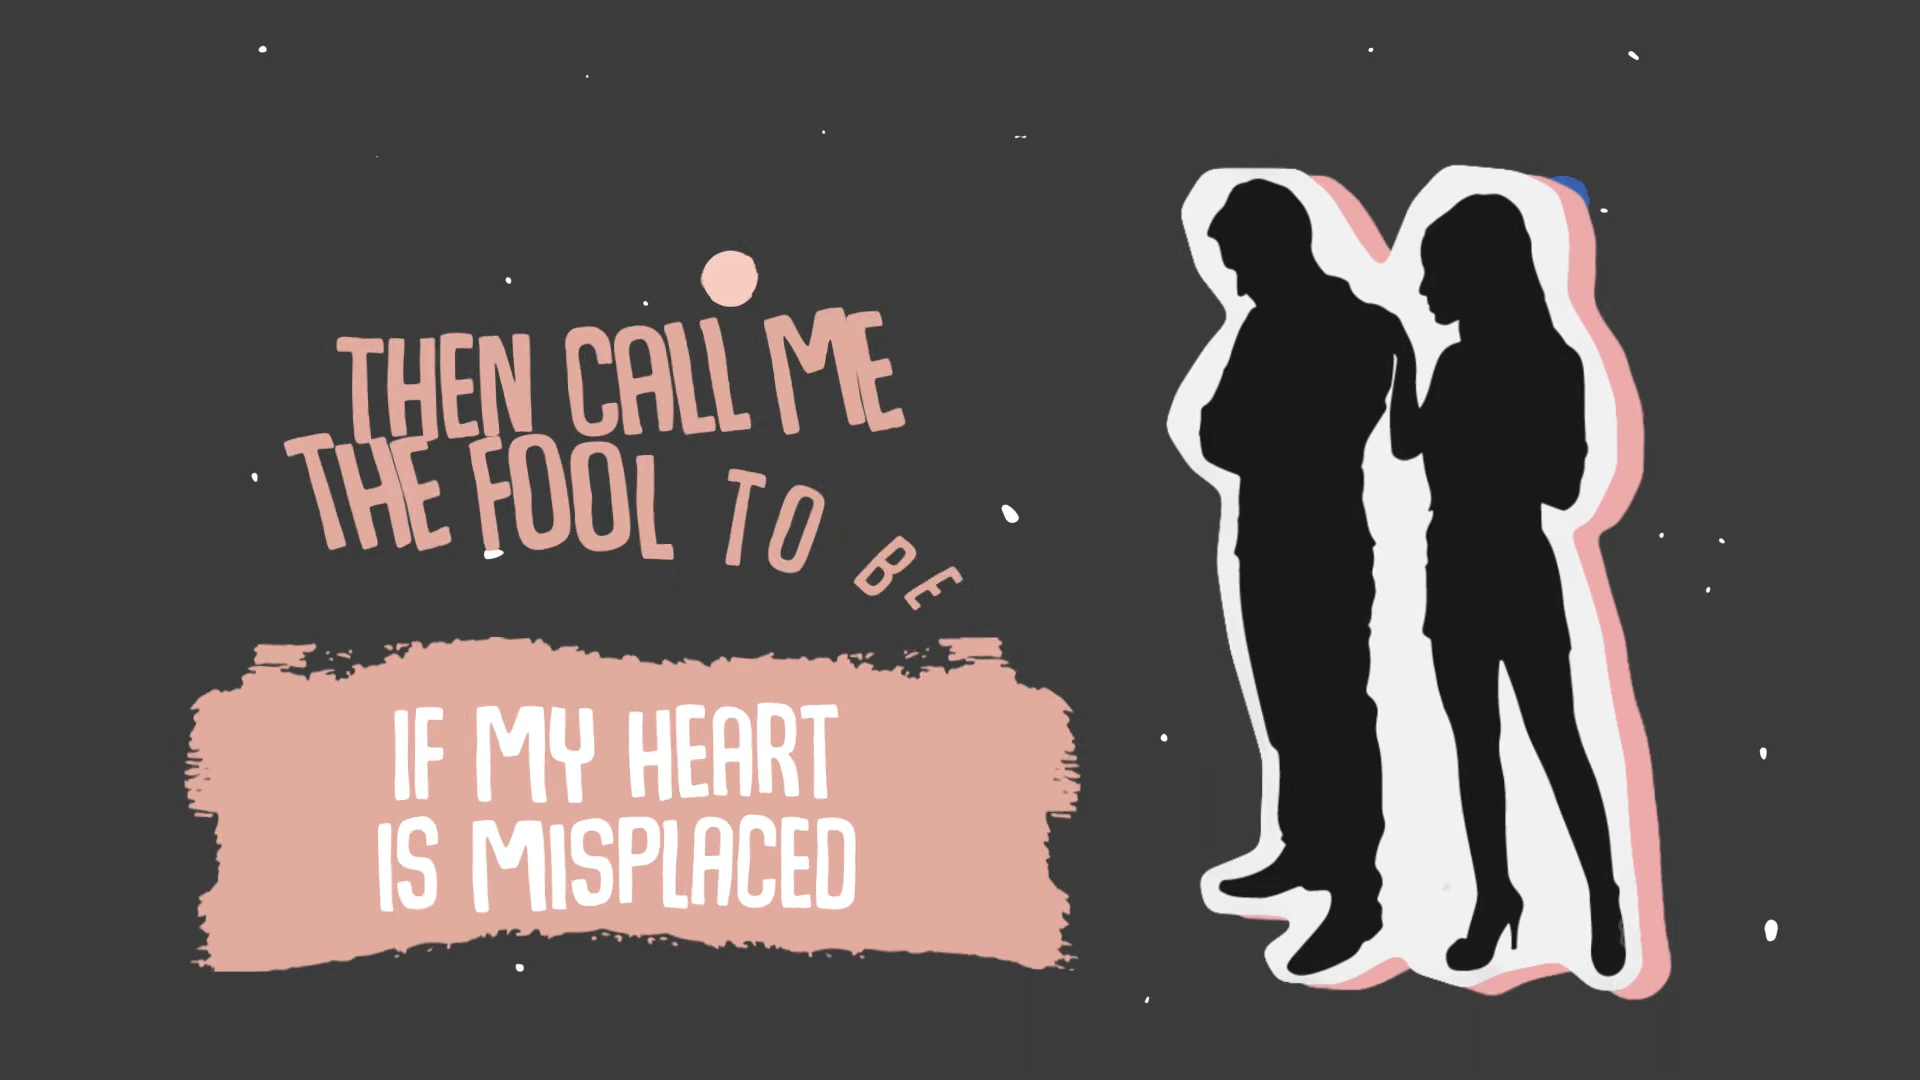 THEN CALL ME
THE FOOL TO BE
IF MY HEART
IS MISPLACED